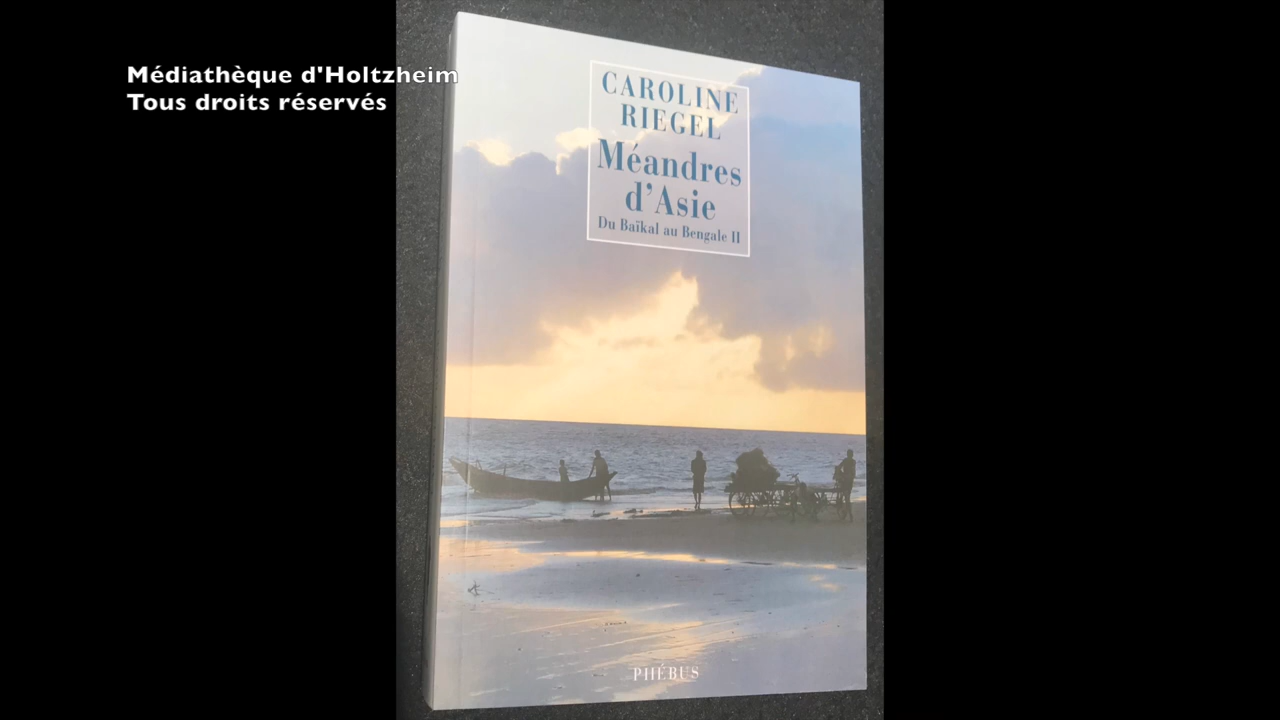 Médiathèque d'Holtzheim
Tous droits réservés
CAROLINE
RIEGEL
Méandres
d'Asie
Du Baïkal au Bengale II
PHÉBUS